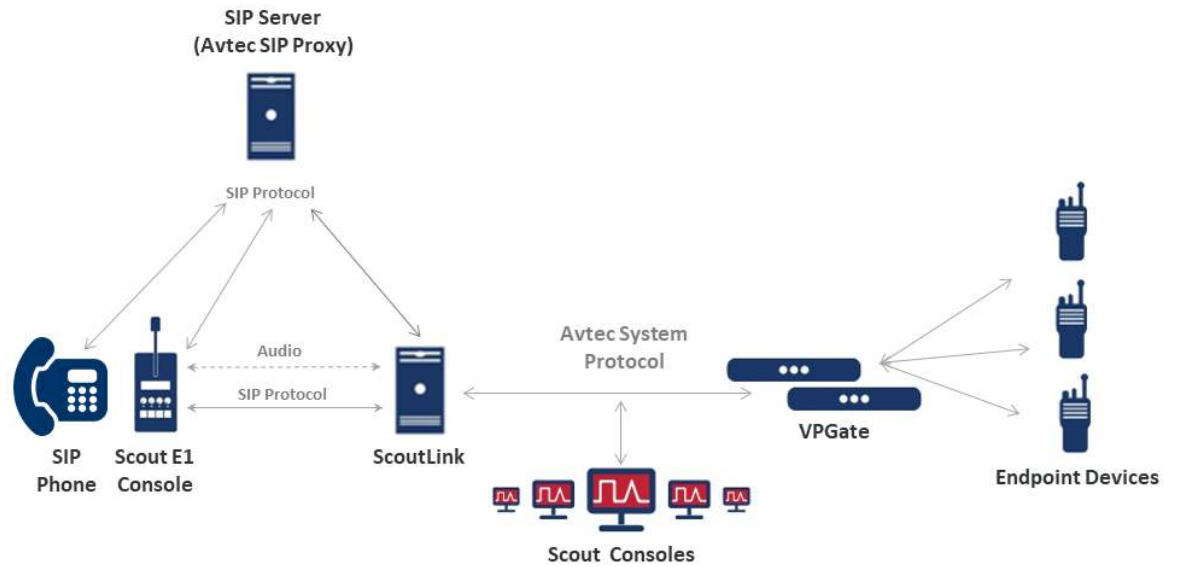 SIP Server
(Avtec SIP Proxy)
SIP Protocol
Audio
SIP Protocol
Avtec System
Protocol
SIP
Phone
Scout E1
Console
ScoutLink
VPGate
Endpoint Devices
Scout Consoles